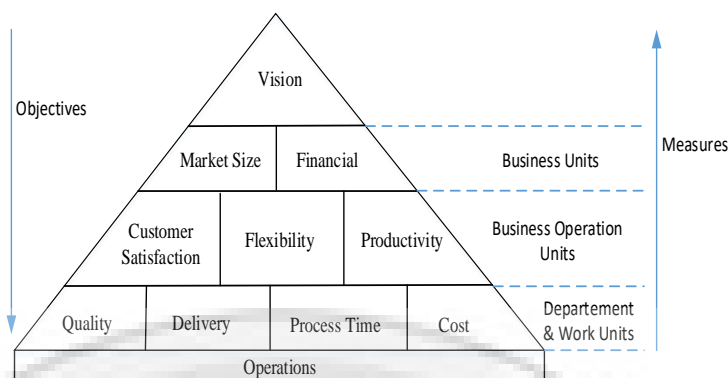 Vision
Objectives
Measures
Market Size
Financial
Business Units
Customer
Satisfaction
Flexibility
Productivity
Business Operation
Units
Quality
Delivery
Process Time
Cost
Departement
& Work Units
Operations